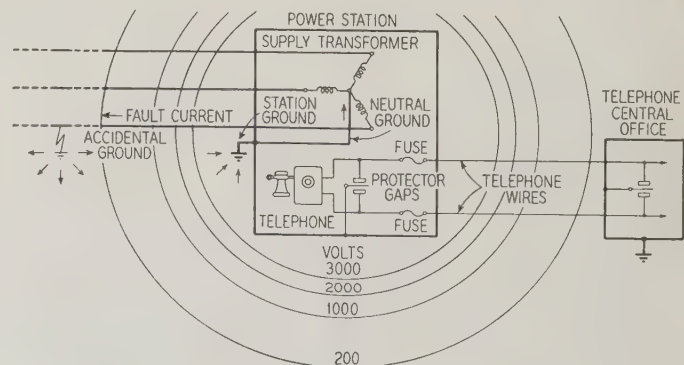 POWER STATION
SUPPLY TRANSFORMER
FAULT CURRENT
STATION
GROUND
NEUTRAL
GROUND
ACCIDENTAL
GROUND
TELEPHONE
CENTRAL
OFFICE
FUSE
PROTECTOR
GAPS
TELEPHONE
WIRES
TELEPHONE
FUSE
VOLTS
3000
2000
1000
200